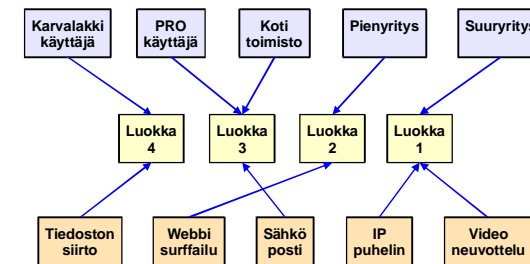 Karvalakki
käyttäjä
PRO
käyttäjä
Koti
toimisto
Pienyritys
Suuryritys
Luokka
4
Luokka
3
Luokka
2
Luokka
1
Tiedoston
siirto
Webbi
surffailu
Sähkö
posti
IP
puhelin
Video
neuvottelu